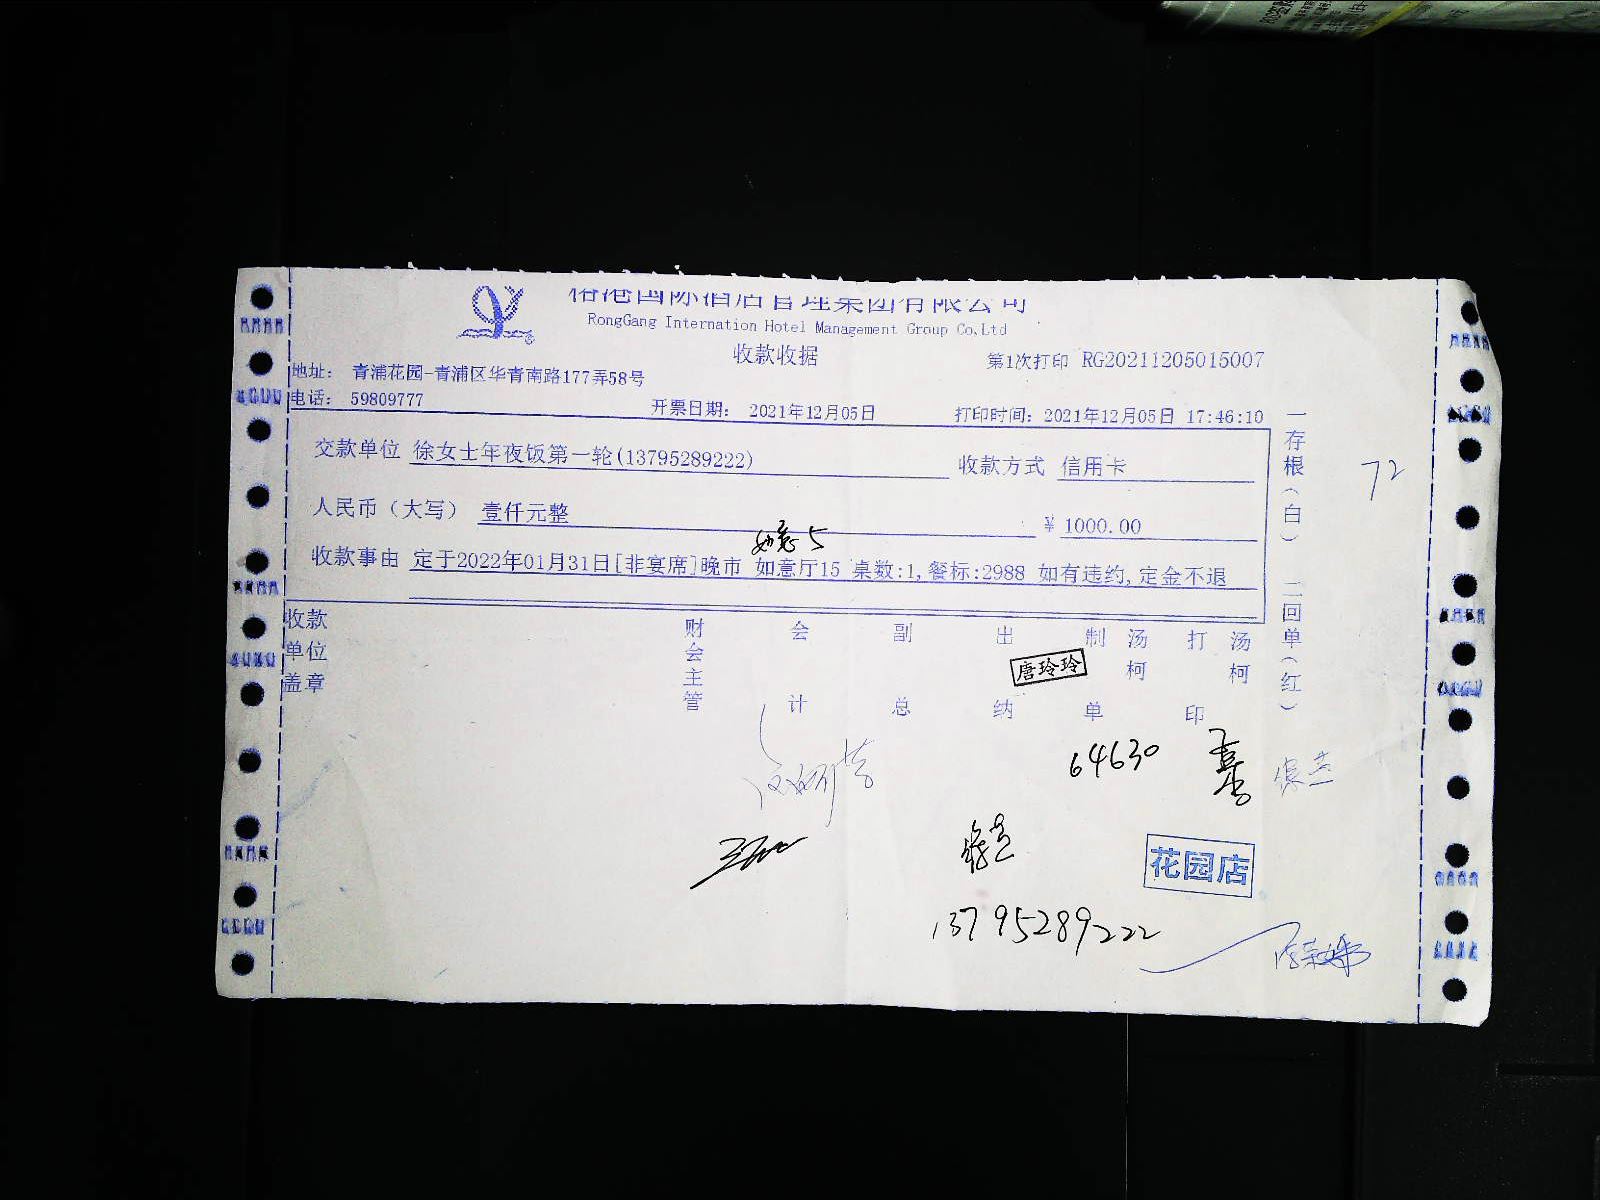 榕港国际酒店管理集团有限公司
RongGang Internation Hotel Management Group Co,Ltd
收款收据
第1次打印 RG20211205015007
地址： 青浦花园-青浦区华青南路177弄58号
电话： 59809777
开票日期： 2021年12月05日
打印时间：2021年12月05日 17:46:10
交款单位 徐女士年夜饭第一轮(13795289222)
收款方式 信用卡
人民币（大写） 壹仟元整
¥ 1000.00
如意5
收款事由 定于2022年01月31日[非宴席]晚市 如意厅15 桌数:1,餐标:2988 如有违约,定金不退
一存根(白) 二回单(红)
72
收款单位盖章
财会主管
会计
副总
出纳
唐玲玲
制单
汤柯
打印
汤柯
64630
花园店
13795289222